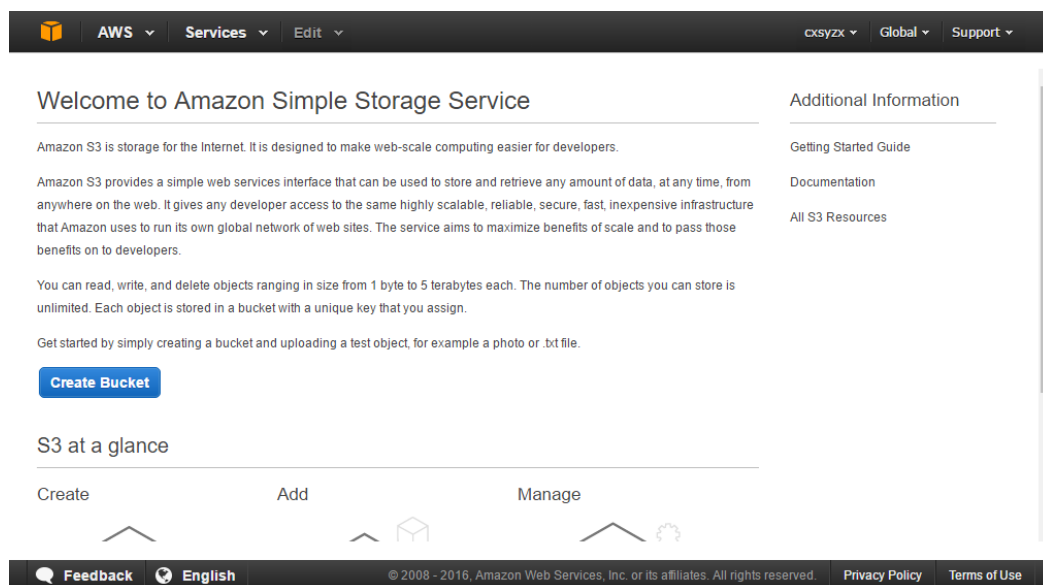 AWS Services Edit cxsyzx Global Support
Welcome to Amazon Simple Storage Service
Amazon S3 is storage for the Internet. It is designed to make web-scale computing easier for developers.
Amazon S3 provides a simple web services interface that can be used to store and retrieve any amount of data, at any time, from
anywhere on the web. It gives any developer access to the same highly scalable, reliable, secure, fast, inexpensive infrastructure
that Amazon uses to run its own global network of web sites. The service aims to maximize benefits of scale and to pass those
benefits on to developers.
You can read, write, and delete objects ranging in size from 1 byte to 5 terabytes each. The number of objects you can store is
unlimited. Each object is stored in a bucket with a unique key that you assign.
Get started by simply creating a bucket and uploading a test object, for example a photo or .txt file.
Create Bucket
Additional Information
Getting Started Guide
Documentation
All S3 Resources
S3 at a glance
Create Add Manage
Feedback English © 2008 - 2016, Amazon Web Services, Inc. or its affiliates. All rights reserved. Privacy Policy Terms of Use